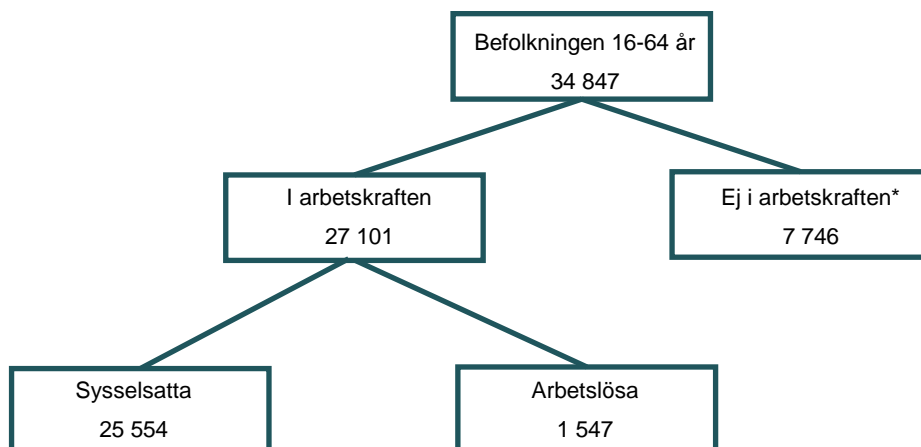 Befolkningen 16-64 år
34 847
I arbetskraften
27 101
Ej i arbetskraften*
7 746
Sysselsatta
25 554
Arbetslösa
1 547